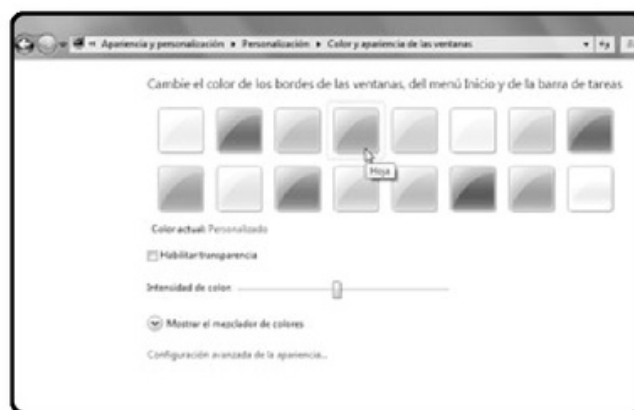 « Apariencia y personalización ▸ Personalización ▸ Color y apariencia de las ventanas
Cambie el color de los bordes de las ventanas, del menú Inicio y de la barra de tareas
Hoja
Color actual: Personalizado
Habilitar transparencia
Intensidad de color:
Mostrar el mezclador de colores
Configuración avanzada de la apariencia...